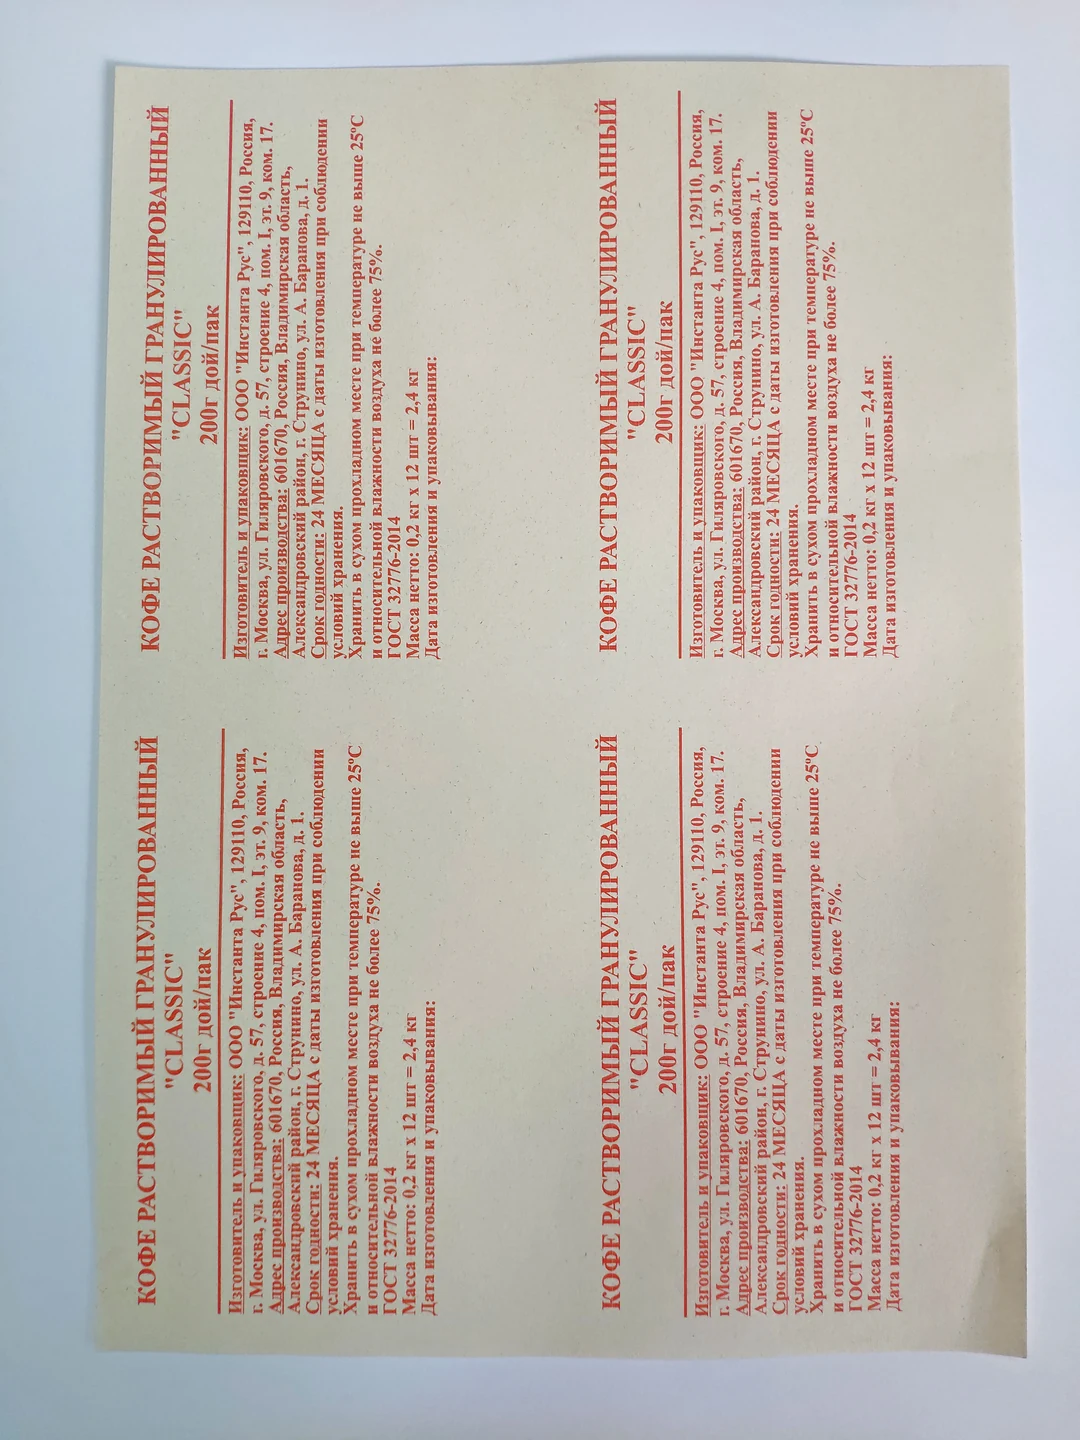 КОФЕ РАСТВОРИМЫЙ ГРАНУЛИРОВАННЫЙ
"CLASSIC"
200г дой/пак
Изготовитель и упаковщик: ООО "Инстанта Рус", 129110, Россия,
г. Москва, ул. Гиляровского, д. 57, строение 4, пом. I, эт. 9, ком. 17.
Адрес производства: 601670, Россия, Владимирская область,
Александровский район, г. Струнино, ул. А. Баранова, д. 1.
Срок годности: 24 МЕСЯЦА с даты изготовления при соблюдении
условий хранения.
Хранить в сухом прохладном месте при температуре не выше 25°С
и относительной влажности воздуха не более 75%.
ГОСТ 32776-2014
Масса нетто: 0,2 кг х 12 шт = 2,4 кг
Дата изготовления и упаковывания:
КОФЕ РАСТВОРИМЫЙ ГРАНУЛИРОВАННЫЙ
"CLASSIC"
200г дой/пак
Изготовитель и упаковщик: ООО "Инстанта Рус", 129110, Россия,
г. Москва, ул. Гиляровского, д. 57, строение 4, пом. I, эт. 9, ком. 17.
Адрес производства: 601670, Россия, Владимирская область,
Александровский район, г. Струнино, ул. А. Баранова, д. 1.
Срок годности: 24 МЕСЯЦА с даты изготовления при соблюдении
условий хранения.
Хранить в сухом прохладном месте при температуре не выше 25°С
и относительной влажности воздуха не более 75%.
ГОСТ 32776-2014
Масса нетто: 0,2 кг х 12 шт = 2,4 кг
Дата изготовления и упаковывания:
КОФЕ РАСТВОРИМЫЙ ГРАНУЛИРОВАННЫЙ
"CLASSIC"
200г дой/пак
Изготовитель и упаковщик: ООО "Инстанта Рус", 129110, Россия,
г. Москва, ул. Гиляровского, д. 57, строение 4, пом. I, эт. 9, ком. 17.
Адрес производства: 601670, Россия, Владимирская область,
Александровский район, г. Струнино, ул. А. Баранова, д. 1.
Срок годности: 24 МЕСЯЦА с даты изготовления при соблюдении
условий хранения.
Хранить в сухом прохладном месте при температуре не выше 25°С
и относительной влажности воздуха не более 75%.
ГОСТ 32776-2014
Масса нетто: 0,2 кг х 12 шт = 2,4 кг
Дата изготовления и упаковывания:
КОФЕ РАСТВОРИМЫЙ ГРАНУЛИРОВАННЫЙ
"CLASSIC"
200г дой/пак
Изготовитель и упаковщик: ООО "Инстанта Рус", 129110, Россия,
г. Москва, ул. Гиляровского, д. 57, строение 4, пом. I, эт. 9, ком. 17.
Адрес производства: 601670, Россия, Владимирская область,
Александровский район, г. Струнино, ул. А. Баранова, д. 1.
Срок годности: 24 МЕСЯЦА с даты изготовления при соблюдении
условий хранения.
Хранить в сухом прохладном месте при температуре не выше 25°С
и относительной влажности воздуха не более 75%.
ГОСТ 32776-2014
Масса нетто: 0,2 кг х 12 шт = 2,4 кг
Дата изготовления и упаковывания: